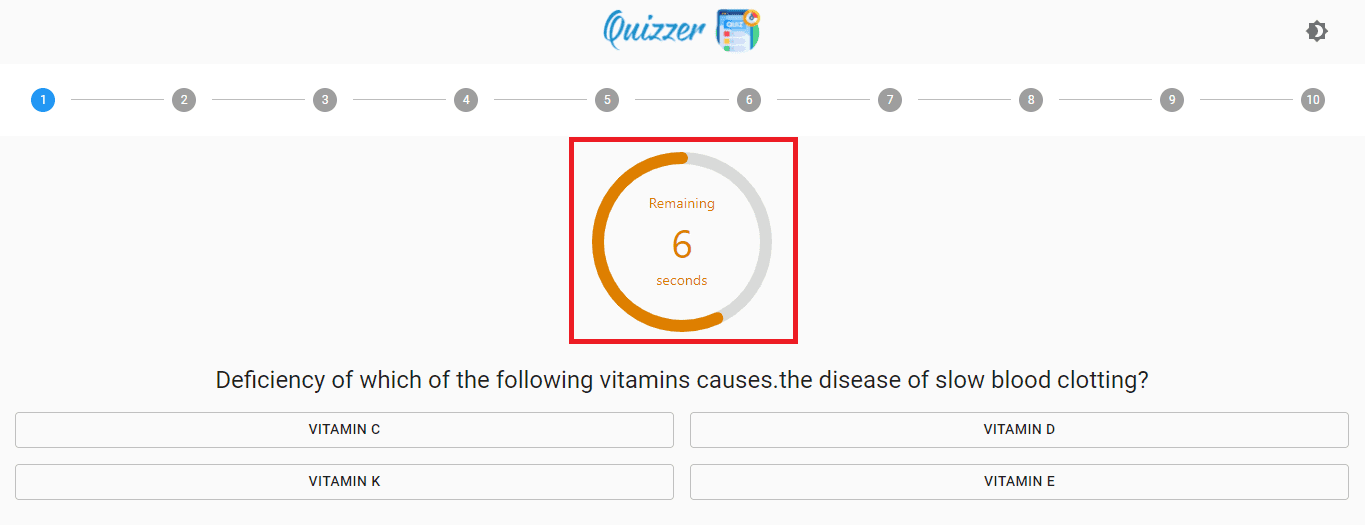 Quizzer QUIZ
1 2 3 4 5 6 7 8 9 10
Remaining
6
seconds
Deficiency of which of the following vitamins causes.the disease of slow blood clotting?
VITAMIN C VITAMIN D
VITAMIN K VITAMIN E